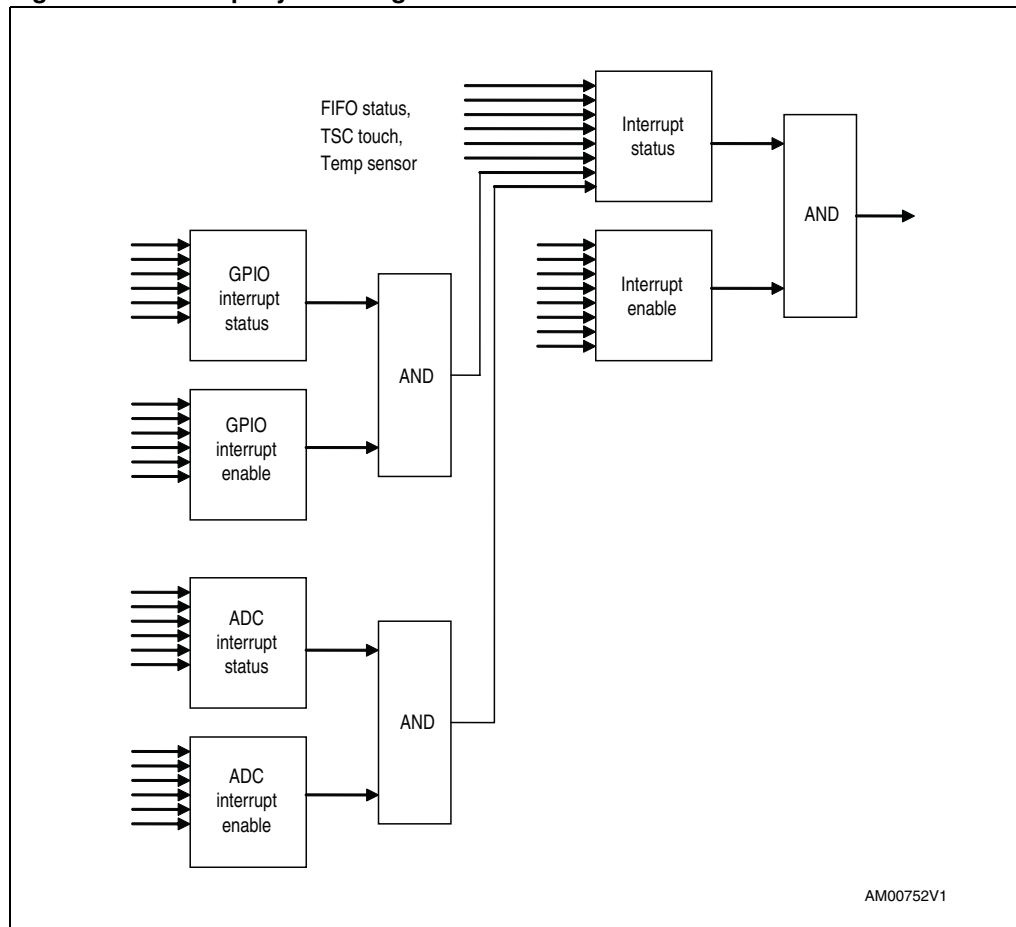 FIFO status,
TSC touch,
Temp sensor
Interrupt
status
AND
Interrupt
enable
GPIO
interrupt
status
AND
GPIO
interrupt
enable
ADC
interrupt
status
AND
ADC
interrupt
enable
AM00752V1